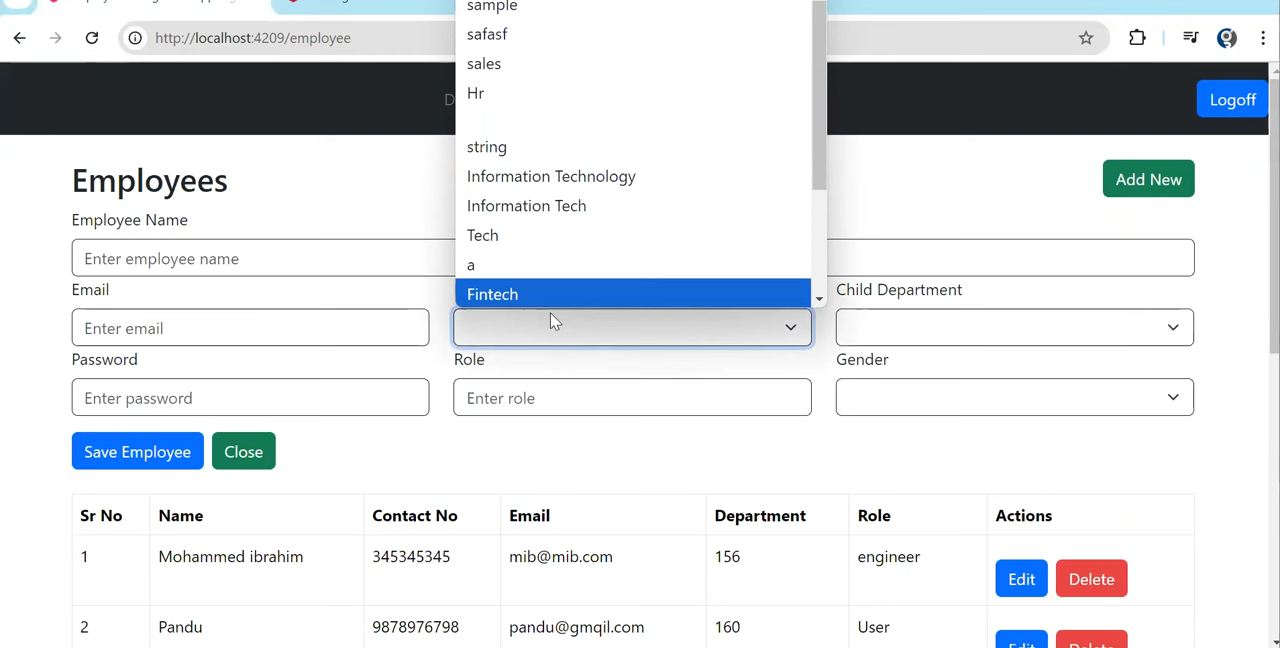 sample
http://localhost:4209/employee
safasf
sales
Hr
D
Logoff
string
Information Technology
Information Tech
Tech
a
Fintech
Employees
Add New
Employee Name
Enter employee name
Email
Child Department
Enter email
Password
Role
Gender
Enter password
Enter role
Save Employee
Close
Sr No
Name
Contact No
Email
Department
Role
Actions
1
Mohammed ibrahim
345345345
mib@mib.com
156
engineer
Edit
Delete
2
Pandu
9878976798
pandu@gmqil.com
160
User
Edit
Delete